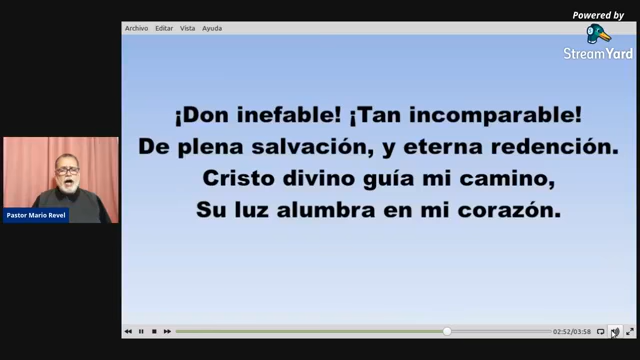 Powered by
StreamYard
Archivo Editar Vista Ayuda
¡Don inefable! ¡Tan incomparable!
De plena salvación, y eterna redención.
Cristo divino guía mi camino,
Su luz alumbra en mi corazón.
Pastor Mario Revel
02:52/03:58